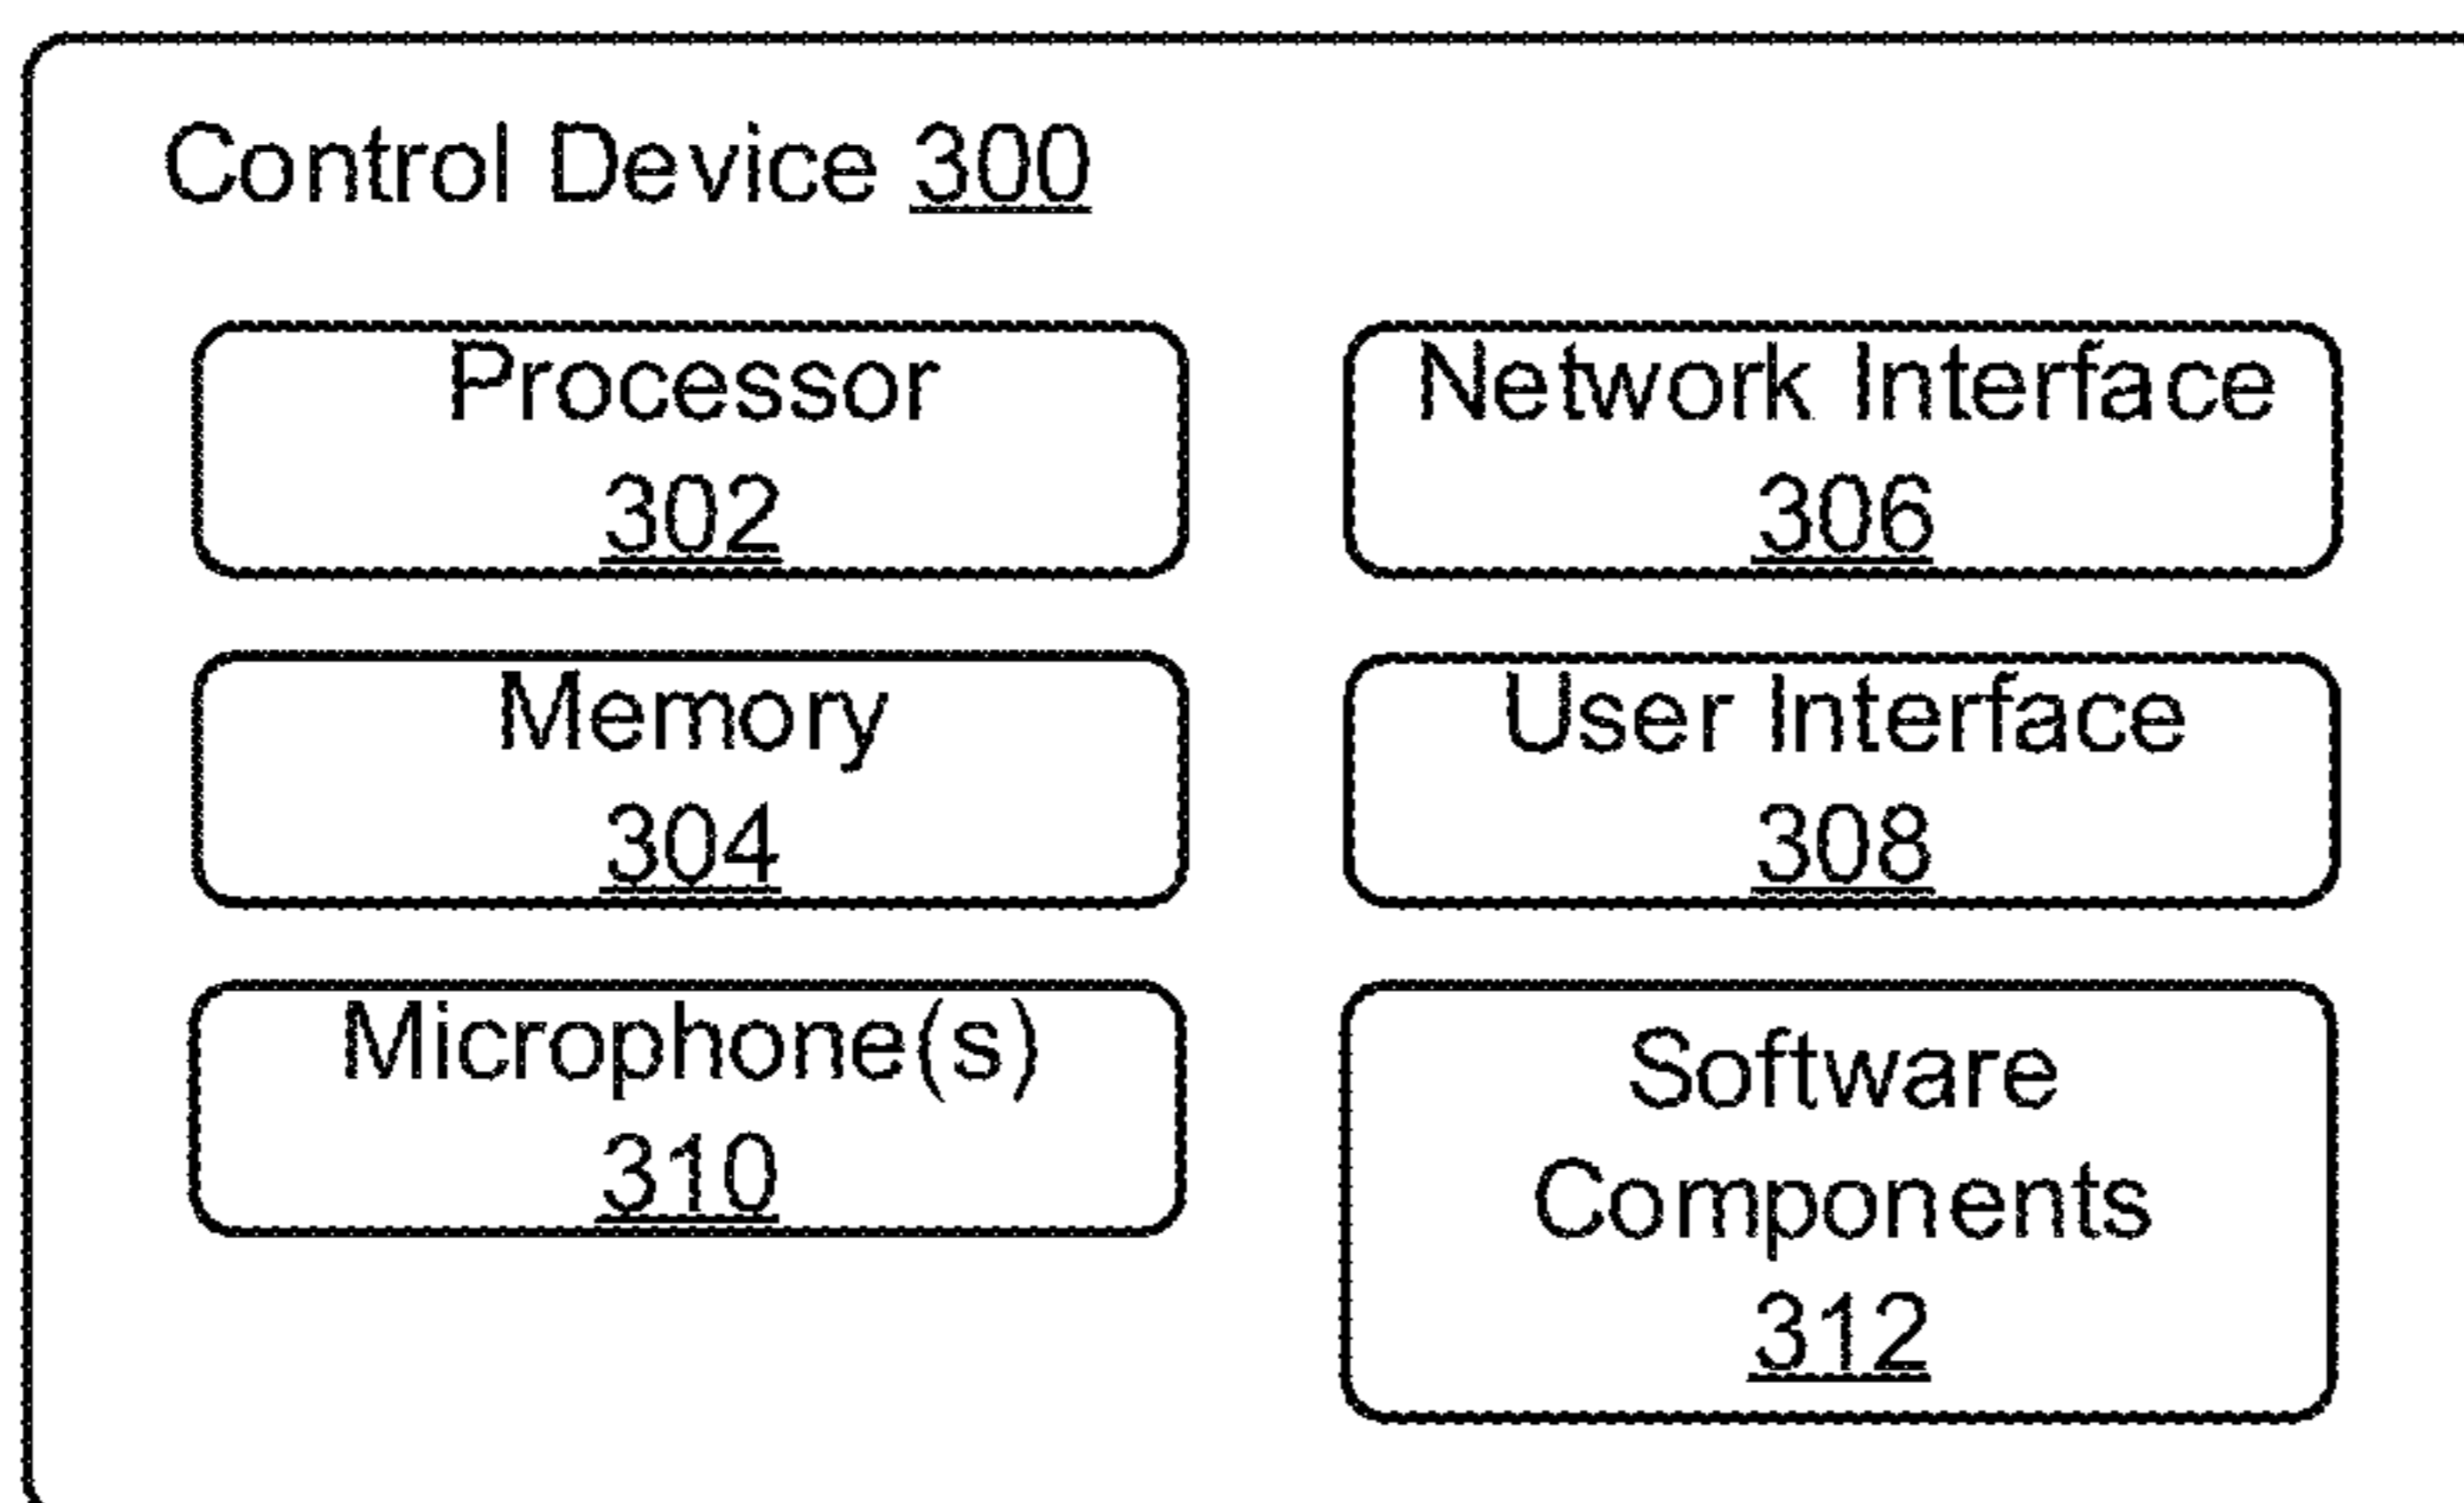 Control Device 300
Processor
302
Network Interface
306
Memory
304
User Interface
308
Microphone(s)
310
Software
Components
312